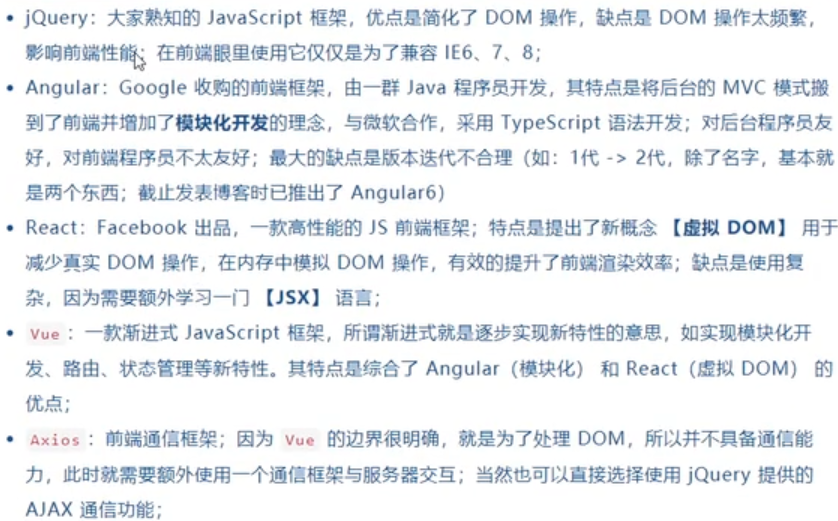 • jQuery：大家熟知的 JavaScript 框架，优点是简化了 DOM 操作，缺点是 DOM 操作太频繁，
影响前端性能；在前端眼里使用它仅仅是为了兼容 IE6、7、8；
• Angular：Google 收购的前端框架，由一群 Java 程序员开发，其特点是将后台的 MVC 模式搬
到了前端并增加了模块化开发的理念，与微软合作，采用 TypeScript 语法开发；对后台程序员友
好，对前端程序员不太友好；最大的缺点是版本迭代不合理（如：1代 -> 2代，除了名字，基本就
是两个东西；截止发表博客时已推出了 Angular6）
• React：Facebook 出品，一款高性能的 JS 前端框架；特点是提出了新概念 【虚拟 DOM】 用于
减少真实 DOM 操作，在内存中模拟 DOM 操作，有效的提升了前端渲染效率；缺点是使用复
杂，因为需要额外学习一门 【JSX】 语言；
• Vue：一款渐进式 JavaScript 框架，所谓渐进式就是逐步实现新特性的意思，如实现模块化开
发、路由、状态管理等新特性。其特点是综合了 Angular（模块化） 和 React（虚拟 DOM） 的
优点；
• Axios：前端通信框架；因为 Vue 的边界很明确，就是为了处理 DOM，所以并不具备通信能
力，此时就需要额外使用一个通信框架与服务器交互；当然也可以直接选择使用 jQuery 提供的
AJAX 通信功能；